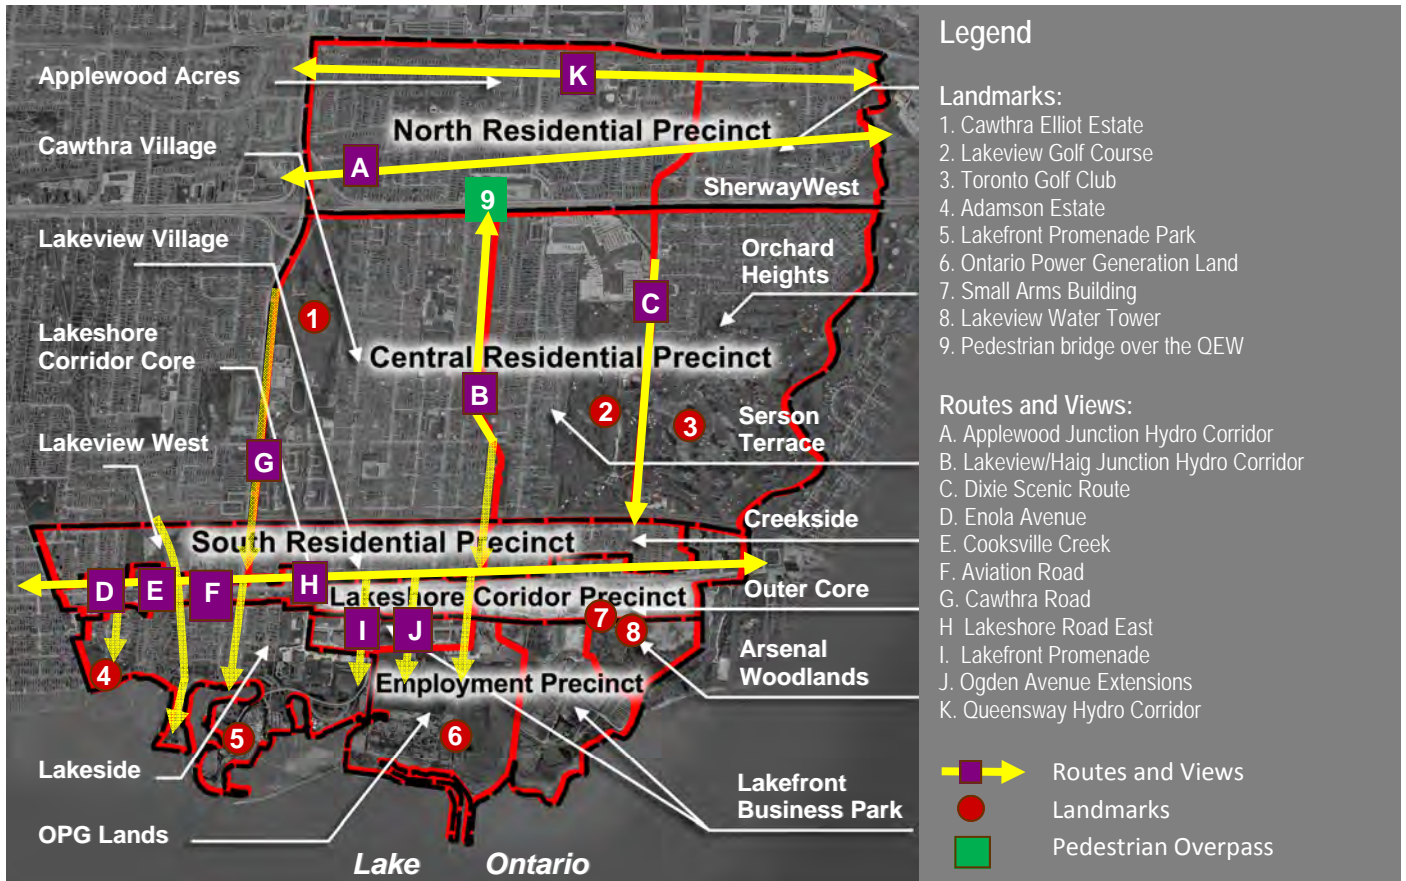 Applewood Acres
K
North Residential Precinct
Cawthra Village
A
SherwayWest
9
Lakeview Village
Orchard
Heights
C
1
Lakeshore
Corridor Core
Central Residential Precinct
B
2
3
Serson
Terrace
Lakeview West
G
Creekside
South Residential Precinct
D
E
F
H
Outer Core
Lakeshore Coridor Precinct
7
8
I
J
Arsenal
Woodlands
4
Employment Precinct
5
6
Lakeside
Lakefront
Business Park
OPG Lands
Lake Ontario
Legend
Landmarks:
1. Cawthra Elliot Estate
2. Lakeview Golf Course
3. Toronto Golf Club
4. Adamson Estate
5. Lakefront Promenade Park
6. Ontario Power Generation Land
7. Small Arms Building
8. Lakeview Water Tower
9. Pedestrian bridge over the QEW
Routes and Views:
A. Applewood Junction Hydro Corridor
B. Lakeview/Haig Junction Hydro Corridor
C. Dixie Scenic Route
D. Enola Avenue
E. Cooksville Creek
F. Aviation Road
G. Cawthra Road
H Lakeshore Road East
I. Lakefront Promenade
J. Ogden Avenue Extensions
K. Queensway Hydro Corridor
Routes and Views
Landmarks
Pedestrian Overpass